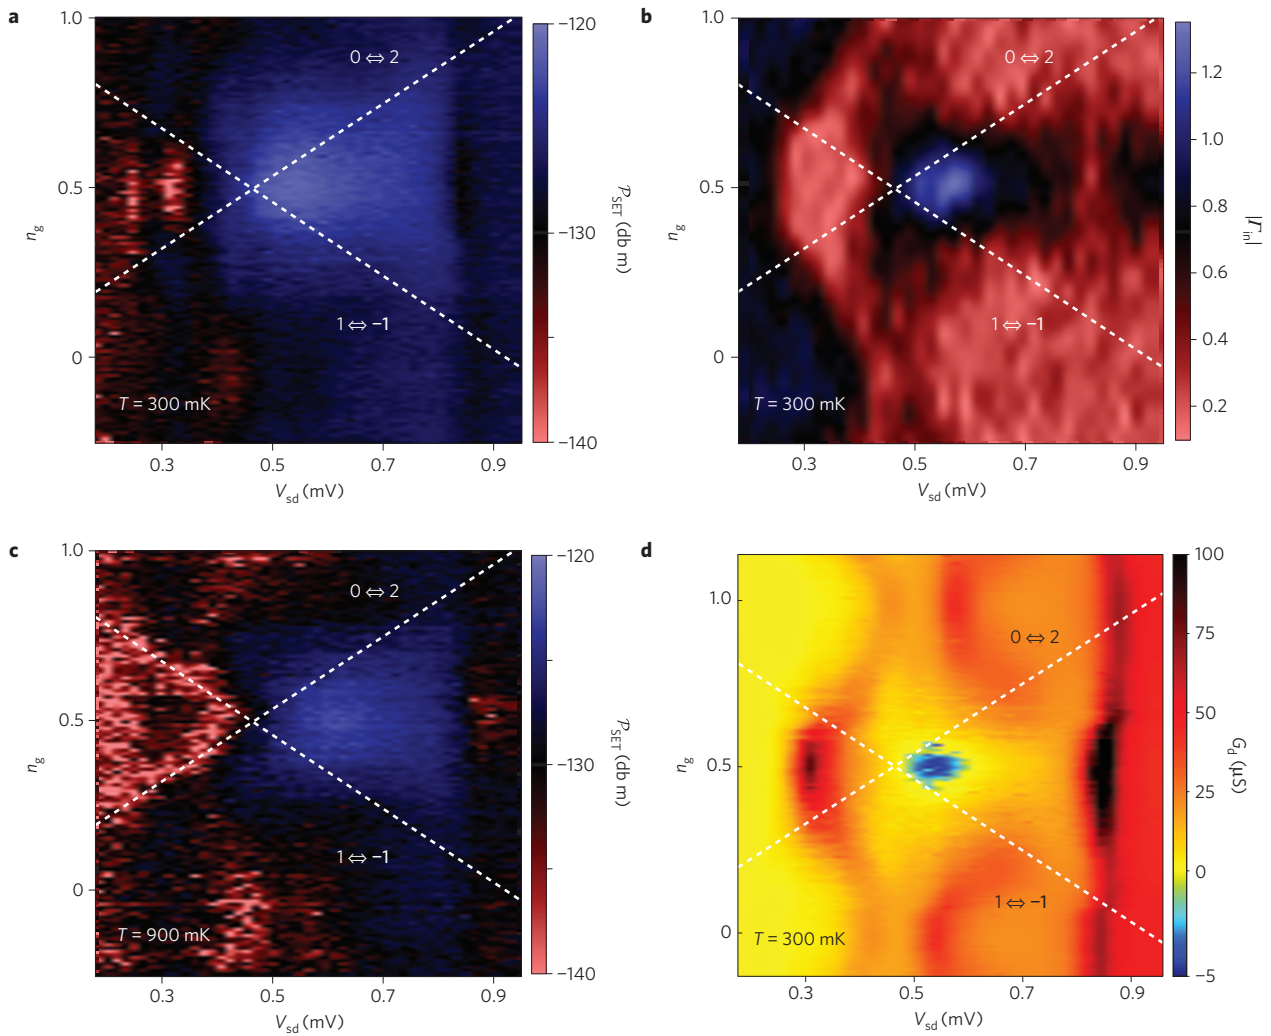 a
1.0
0.5
0
n_g
0 ⇔ 2
1 ⇔ −1
T = 300 mK
0.3 0.5 0.7 0.9
V_sd (mV)
−120
−130
−140
𝒫_SET (db m)
b
1.0
0.5
0
n_g
0 ⇔ 2
1 ⇔ −1
T = 300 mK
0.3 0.5 0.7 0.9
V_sd (mV)
1.2
1.0
0.8
0.6
0.4
0.2
|Γ_in|
c
1.0
0.5
0
n_g
0 ⇔ 2
1 ⇔ −1
T = 900 mK
0.3 0.5 0.7 0.9
V_sd (mV)
−120
−130
−140
𝒫_SET (db m)
d
1.0
0.5
0
n_g
0 ⇔ 2
1 ⇔ −1
T = 300 mK
0.3 0.5 0.7 0.9
V_sd (mV)
100
75
50
25
0
−5
G_d (μS)